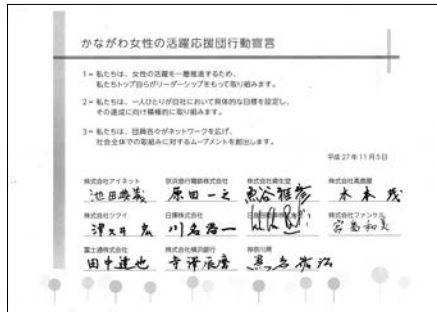 かながわ女性の活躍応援団行動宣言
1－ 私たちは、女性の活躍を一層推進するため、
私たちトップ自らがリーダーシップをもって取り組みます。
2－ 私たちは、一人ひとりが自社において具体的な目標を設定し、
その達成に向け積極的に取り組みます。
3－ 私たちは、団員各々がネットワークを広げ、
社会全体での取組みに対するムーブメントを創出します。
平成27年11月5日
株式会社アイネット 京浜急行電鉄株式会社 株式会社資生堂 株式会社髙島屋
池田典義 原田一之 魚谷雅彦 木本茂
株式会社ツクイ 日揮株式会社 日産自動車株式会社 株式会社ファンケル
津久井宏 川名浩一 宮島和美
富士通株式会社 株式会社横浜銀行 神奈川県
田中達也 寺澤辰麿 黒岩祐治